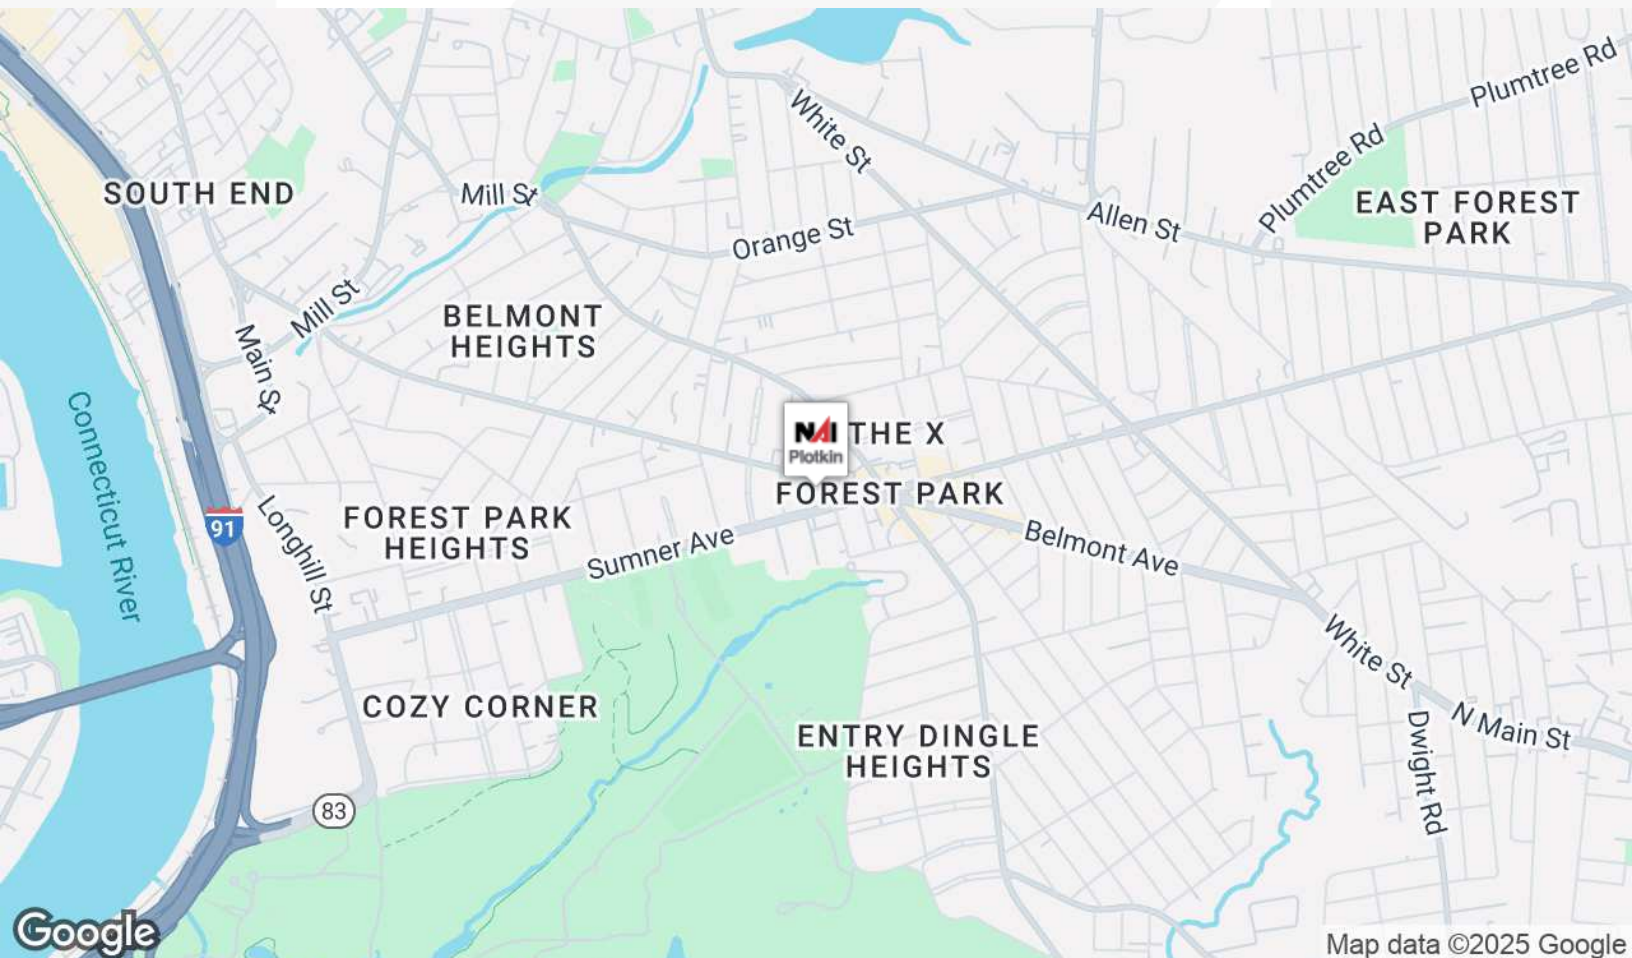 Plumtree Rd
White St
Plumtree Rd
SOUTH END
Mill St
EAST FOREST
PARK
Allen St
Orange St
Mill St
BELMONT
HEIGHTS
Main St
Connecticut River
NAI
Plotkin
THE X
FOREST PARK
91
Longhill St
FOREST PARK
HEIGHTS
Sumner Ave
Belmont Ave
White St
COZY CORNER
ENTRY DINGLE
HEIGHTS
N Main St
Dwight Rd
83
Google
Map data ©2025 Google